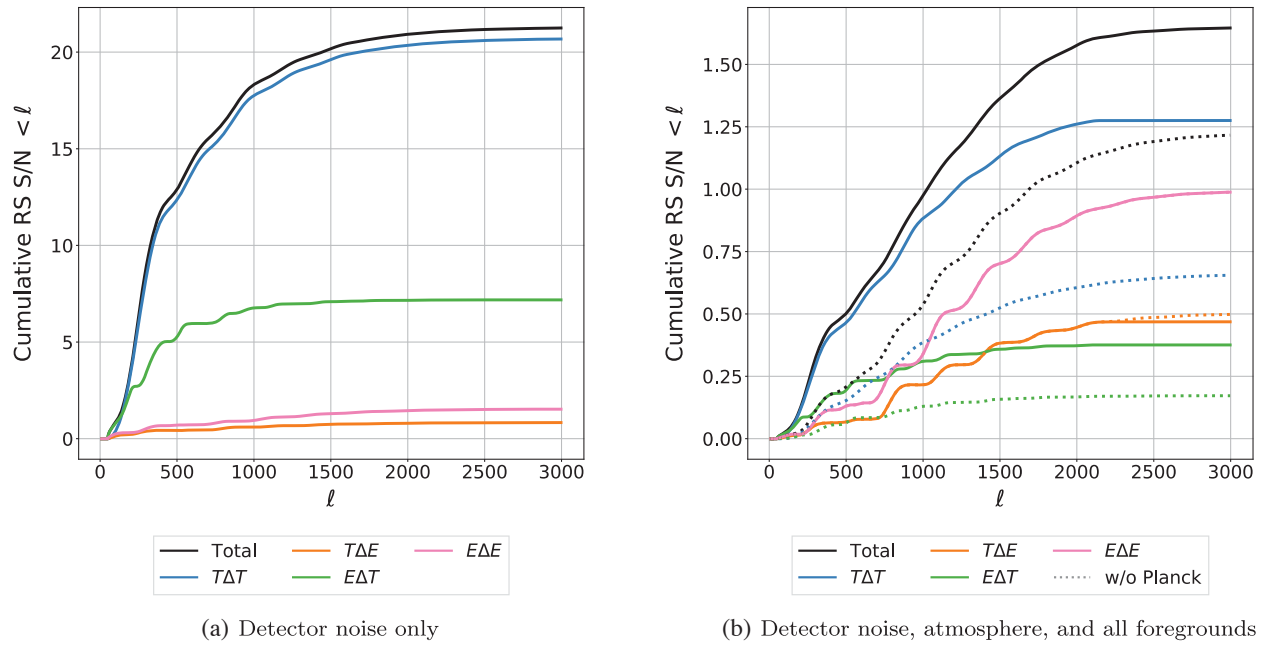 Cumulative RS S/N < ℓ
20
15
10
5
0
0 500 1000 1500 2000 2500 3000
ℓ
Total TΔE EΔE
TΔT EΔT
(a) Detector noise only
Cumulative RS S/N < ℓ
1.50
1.25
1.00
0.75
0.50
0.25
0.00
0 500 1000 1500 2000 2500 3000
ℓ
Total TΔE EΔE
TΔT EΔT w/o Planck
(b) Detector noise, atmosphere, and all foregrounds